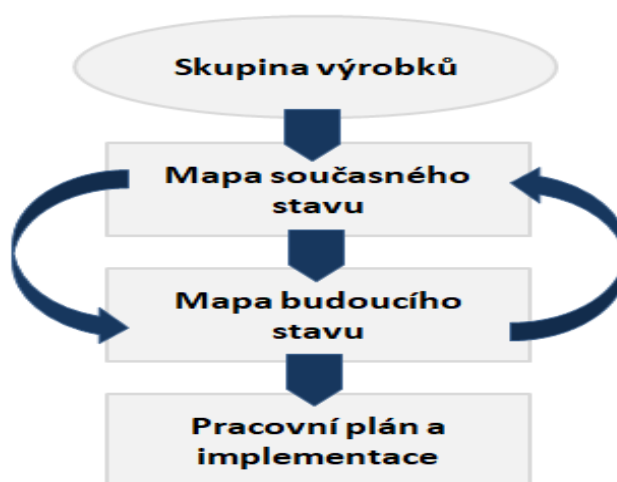 Skupina výrobků
Mapa současného
stavu
Mapa budoucího
stavu
Pracovní plán a
implementace